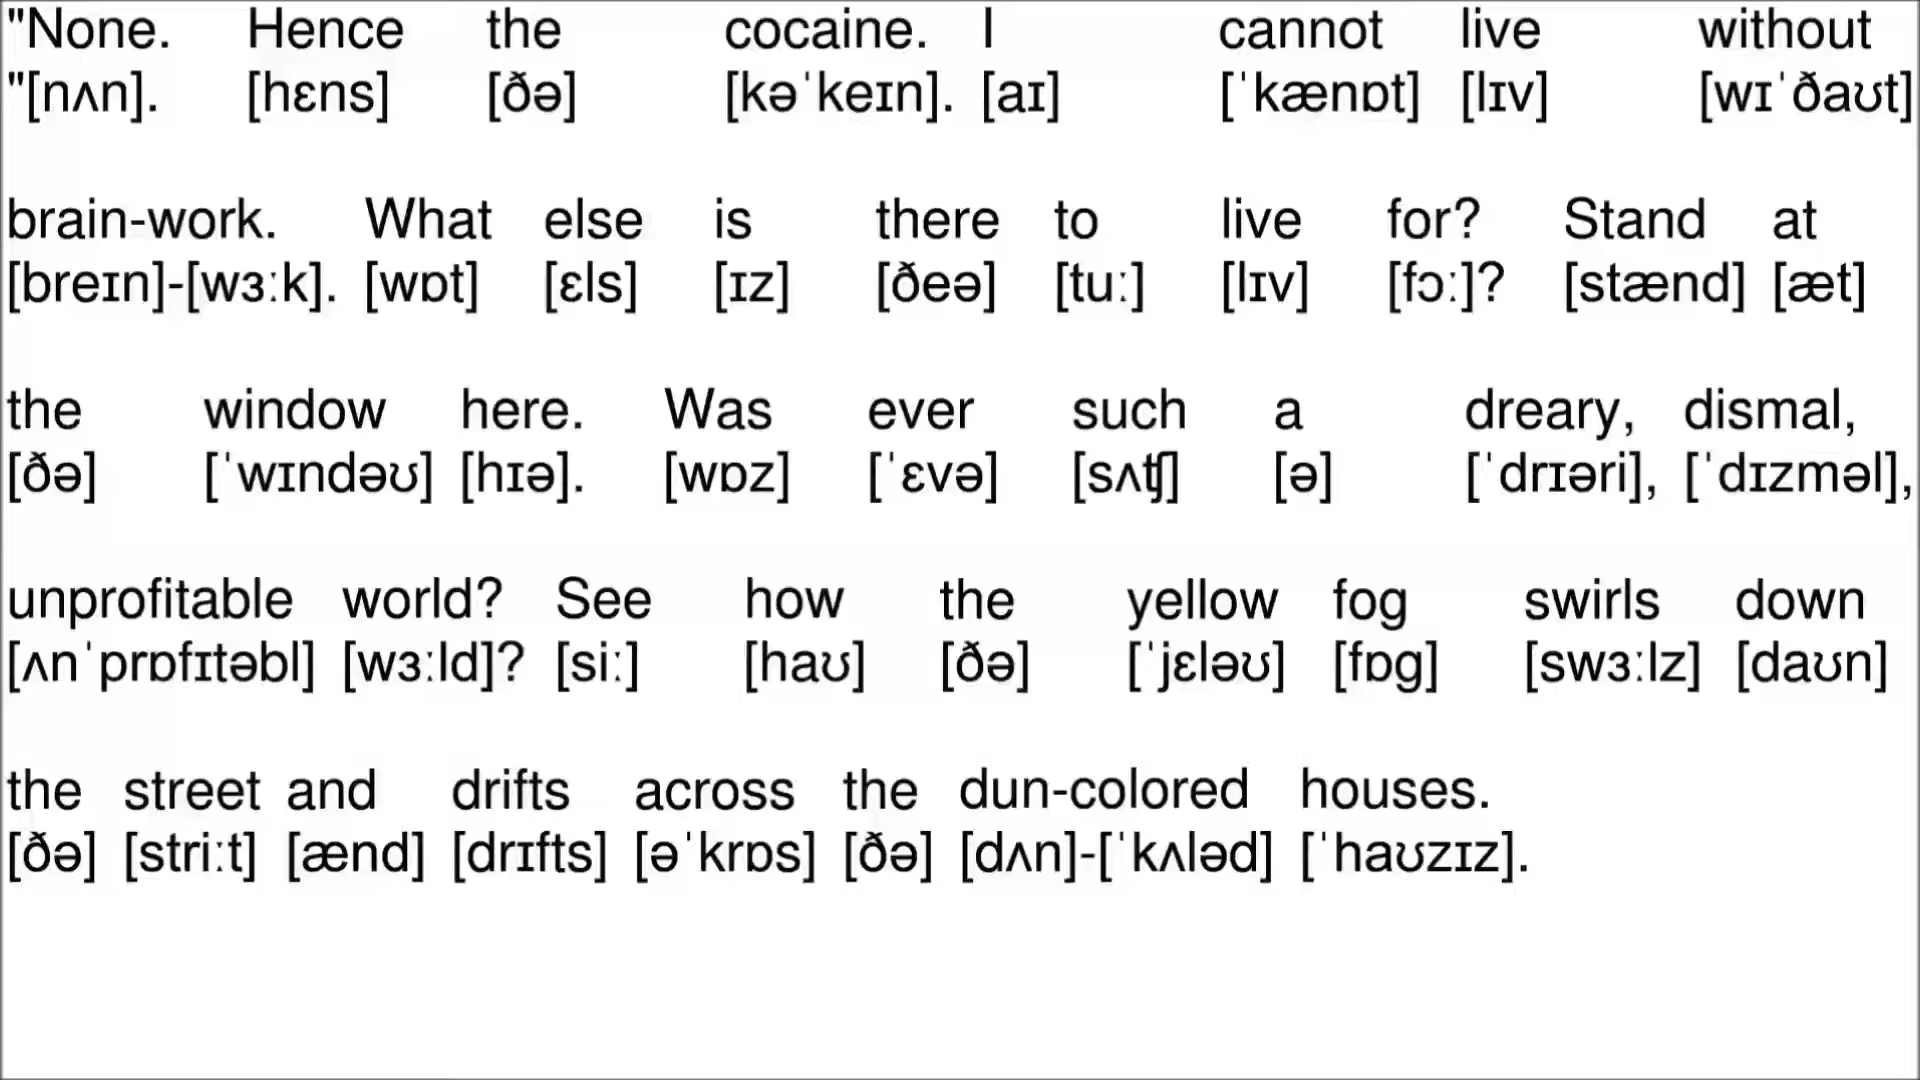 "None. Hence the cocaine. I cannot live without
"[nʌn]. [hɛns] [ðə] [kəˈkeɪn]. [aɪ] [ˈkænɒt] [lɪv] [wɪˈðaʊt]
brain-work. What else is there to live for? Stand at
[breɪn]-[wɜːk]. [wɒt] [ɛls] [ɪz] [ðeə] [tuː] [lɪv] [fɔː]? [stænd] [æt]
the window here. Was ever such a dreary, dismal,
[ðə] [ˈwɪndəʊ] [hɪə]. [wɒz] [ˈɛvə] [sʌʧ] [ə] [ˈdrɪəri], [ˈdɪzməl],
unprofitable world? See how the yellow fog swirls down
[ʌnˈprɒfɪtəbl] [wɜːld]? [siː] [haʊ] [ðə] [ˈjɛləʊ] [fɒg] [swɜːlz] [daʊn]
the street and drifts across the dun-colored houses.
[ðə] [striːt] [ænd] [drɪfts] [əˈkrɒs] [ðə] [dʌn]-[ˈkʌləd] [ˈhaʊzɪz].